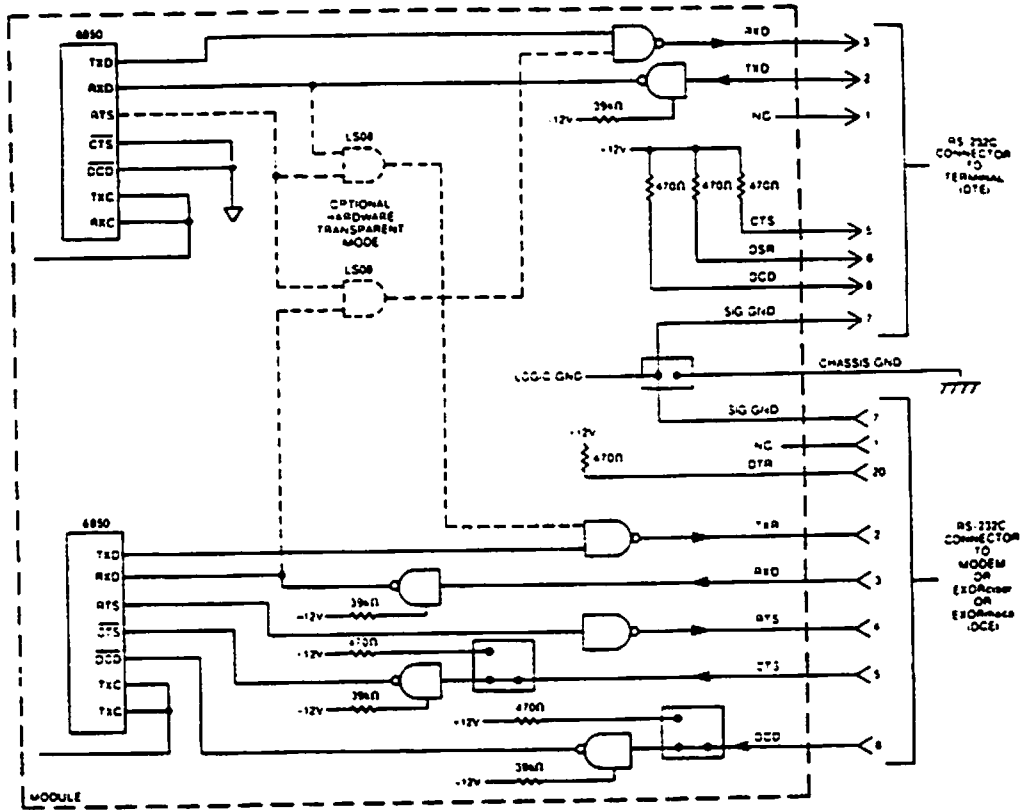 6850
TXD
RXD
RTS
CTS
DCD
TXC
RXC
LS08
OPTIONAL
HARDWARE
TRANSPARENT
MODE
LS08
RXD
3
TXD
2
39kΩ
-12V
NC
1
+12V
470Ω
470Ω
470Ω
CTS
5
DSR
6
DCD
8
SIG GND
7
RS-232C
CONNECTOR
TO
TERMINAL
(DTE)
LOGIC GND
CHASSIS GND
SIG GND
7
+12V
NC
1
470Ω
DTR
20
6850
TXD
RXD
RTS
CTS
DCD
TXC
TXC
TXR
2
RXD
3
39kΩ
-12V
RTS
4
470Ω
+12V
CTS
5
39kΩ
-12V
470Ω
+12V
DCD
8
39kΩ
-12V
RS-232C
CONNECTOR
TO
MODEM
OR
EXORciser
OR
EXORmacs
(DCE)
MODULE